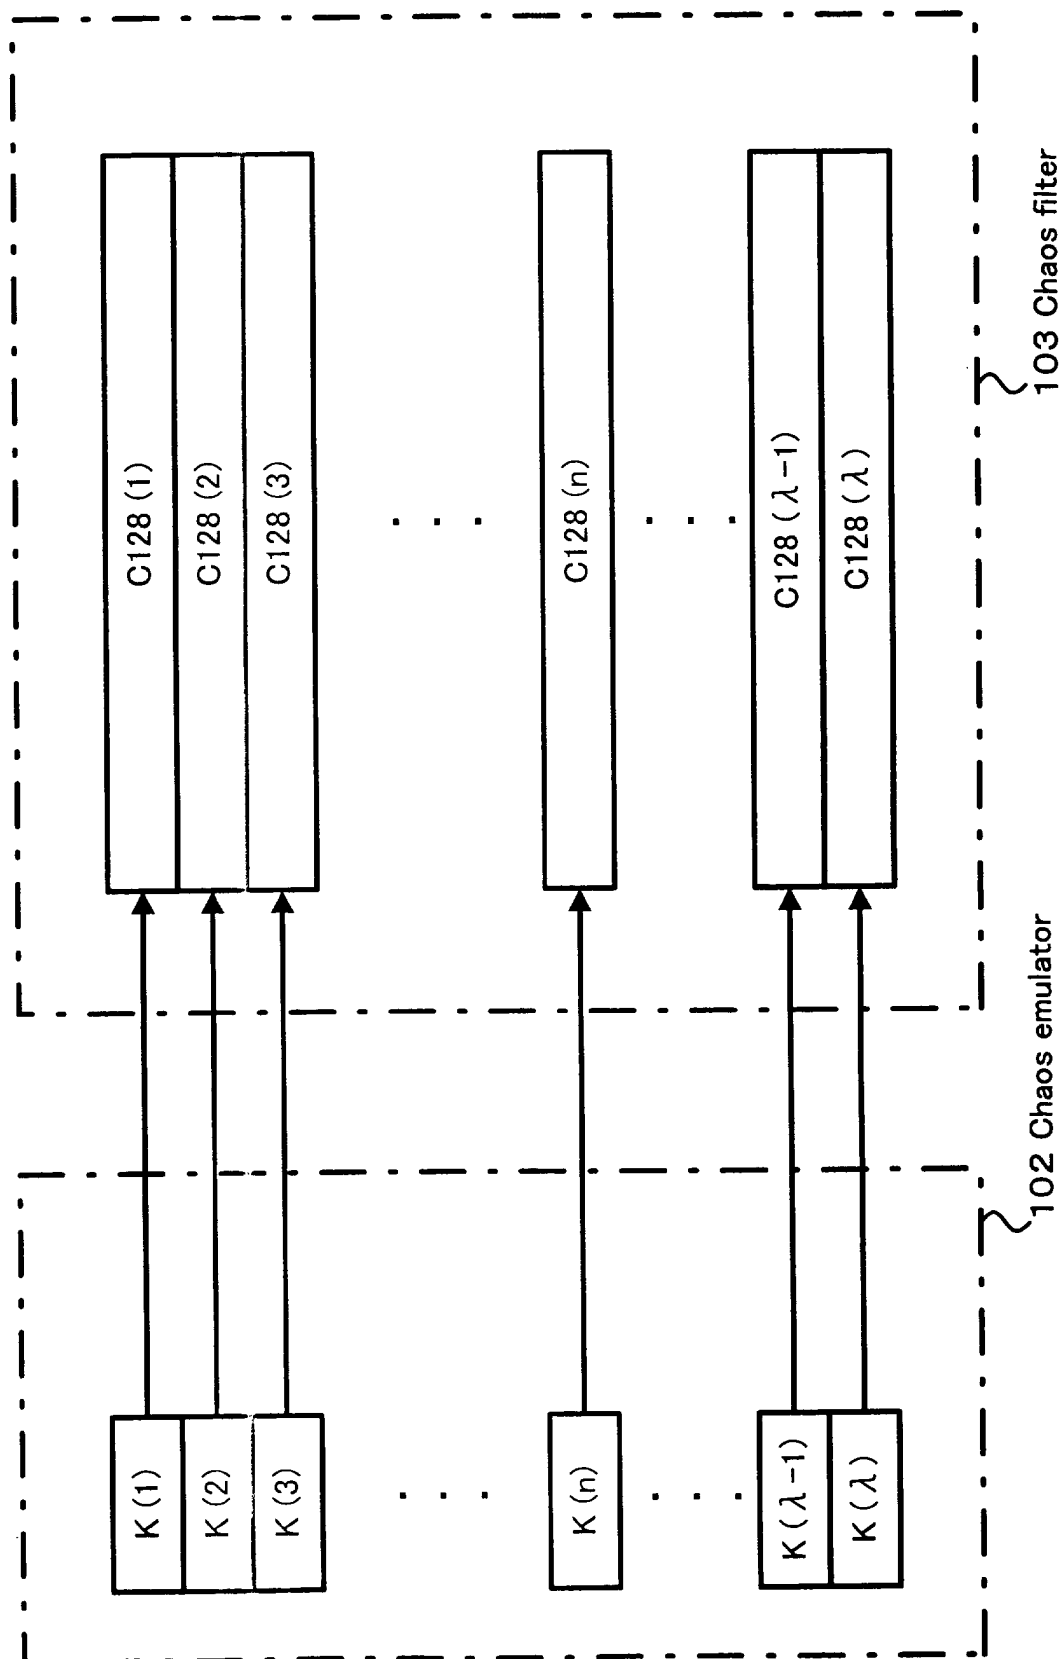 K(1)
K(2)
K(3)
. . .
K(n)
. . .
K(λ-1)
K(λ)
102 Chaos emulator
C128(1)
C128(2)
C128(3)
. . .
C128(n)
. . .
C128(λ-1)
C128(λ)
103 Chaos filter